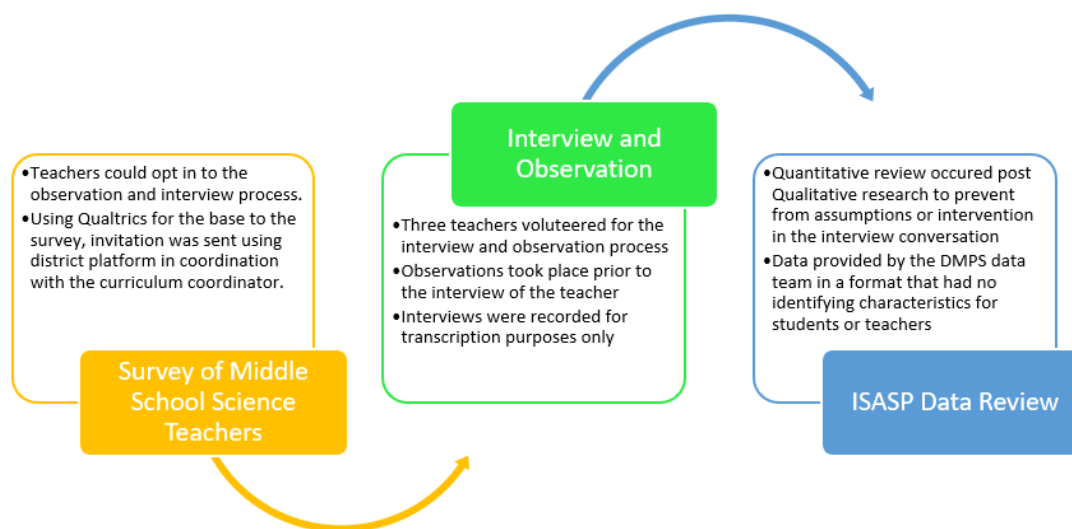 •Teachers could opt in to the
observation and interview process.
•Using Qualtrics for the base to the
survey, invitation was sent using
district platform in coordination
with the curriculum coordinator.
Survey of Middle
School Science
Teachers
Interview and
Observation
•Three teachers voluteered for the
interview and observation process
•Observations took place prior to
the interview of the teacher
•Interviews were recorded for
transcription purposes only
•Quantitative review occured post
Qualitative research to prevent
from assumptions or intervention
in the interview conversation
•Data provided by the DMPS data
team in a format that had no
identifying characteristics for
students or teachers
ISASP Data Review